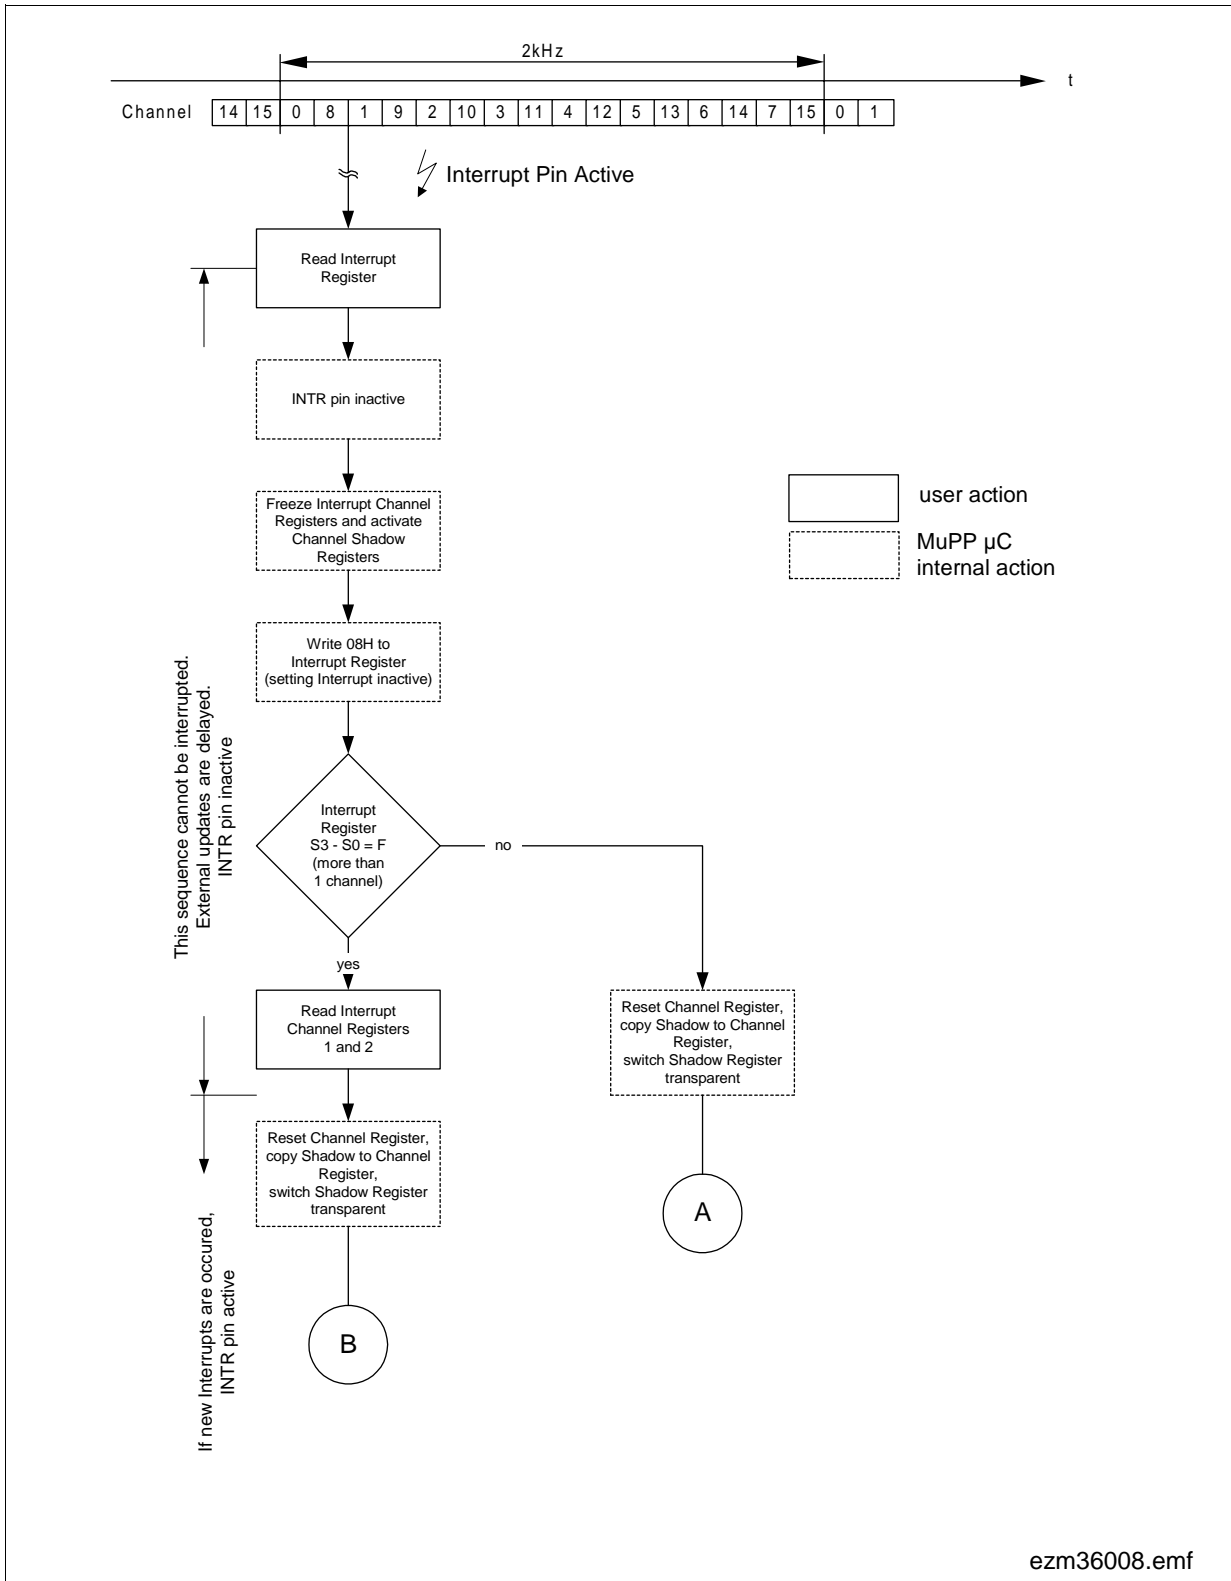 2kHz
t
Channel 14 15 0 8 1 9 2 10 3 11 4 12 5 13 6 14 7 15 0 1
Interrupt Pin Active
Read Interrupt
Register
INTR pin inactive
Freeze Interrupt Channel
Registers and activate
Channel Shadow
Registers
user action
MuPP µC
internal action
Write 08H to
Interrupt Register
(setting Interrupt inactive)
This sequence cannot be interrupted.
External updates are delayed.
INTR pin inactive
Interrupt
Register
S3 - S0 = F
(more than
1 channel)
no
yes
Read Interrupt
Channel Registers
1 and 2
Reset Channel Register,
copy Shadow to Channel
Register,
switch Shadow Register
transparent
A
Reset Channel Register,
copy Shadow to Channel
Register,
switch Shadow Register
transparent
If new Interrupts are occured,
INTR pin active
B
ezm36008.emf